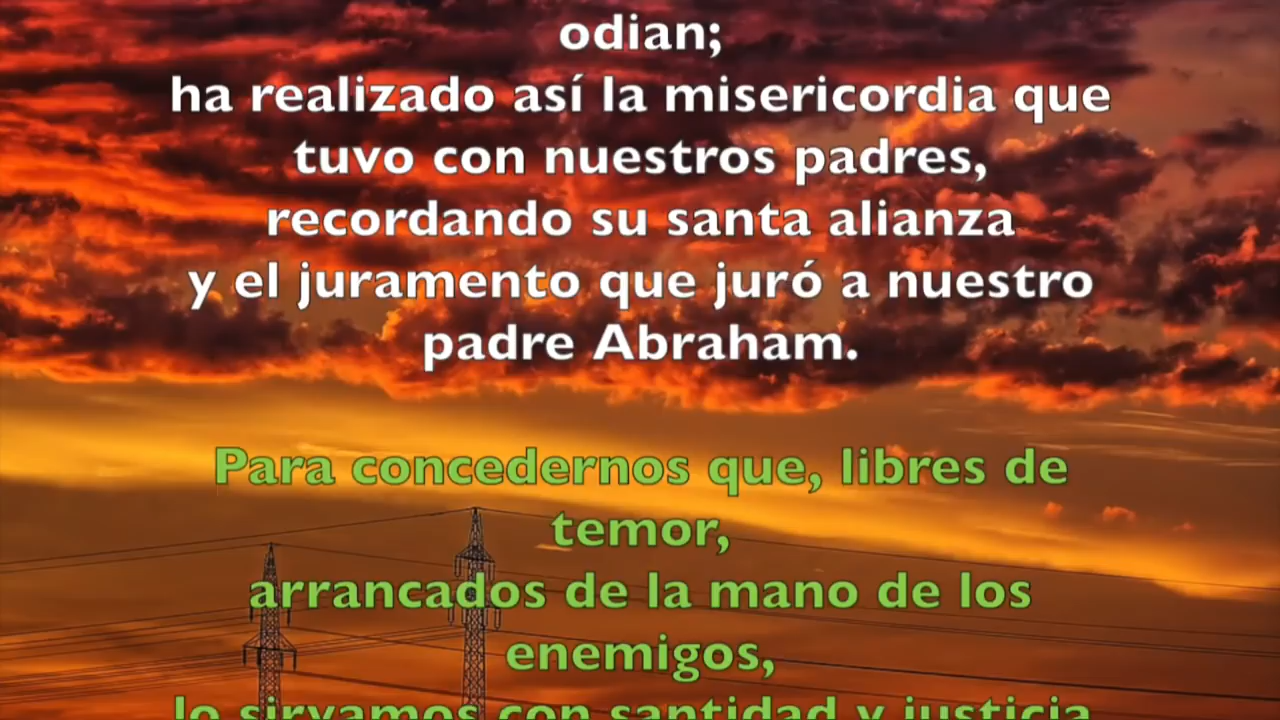 odian;
ha realizado así la misericordia que
tuvo con nuestros padres,
recordando su santa alianza
y el juramento que juró a nuestro
padre Abraham.
Para concedernos que, libres de
temor,
arrancados de la mano de los
enemigos,
lo sirvamos con santidad y justicia